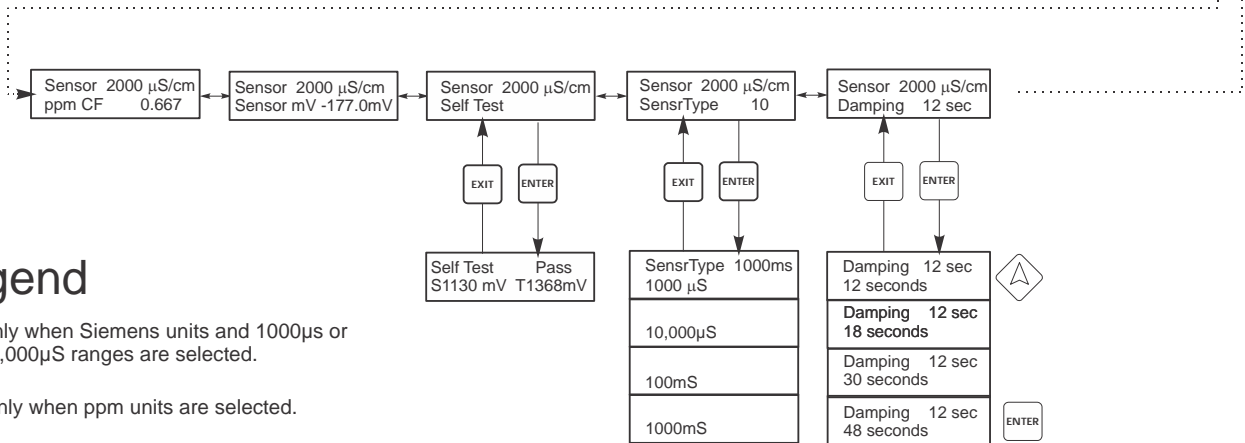 Sensor 2000 μS/cm
ppm CF 0.667
Sensor 2000 μS/cm
Sensor mV -177.0mV
Sensor 2000 μS/cm
Self Test
Sensor 2000 μS/cm
SensrType 10
Sensor 2000 μS/cm
Damping 12 sec
EXIT
ENTER
EXIT
ENTER
EXIT
ENTER
Self Test Pass
S1130 mV T1368mV
SensrType 1000ms
1000 μS
10,000μS
100mS
1000mS
Damping 12 sec
12 seconds
Damping 12 sec
18 seconds
Damping 12 sec
30 seconds
Damping 12 sec
48 seconds
ENTER
gend
nly when Siemens units and 1000μs or
,000μS ranges are selected.
nly when ppm units are selected.